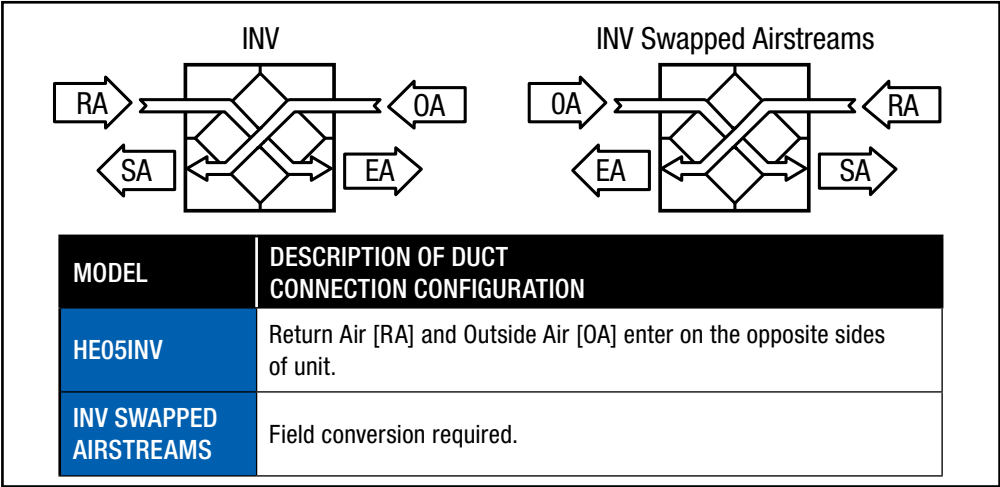 INV
INV Swapped Airstreams
RA
OA
OA
RA
SA
EA
EA
SA
MODEL
DESCRIPTION OF DUCT
CONNECTION CONFIGURATION
HE05INV
Return Air [RA] and Outside Air [OA] enter on the opposite sides
of unit.
INV SWAPPED
AIRSTREAMS
Field conversion required.